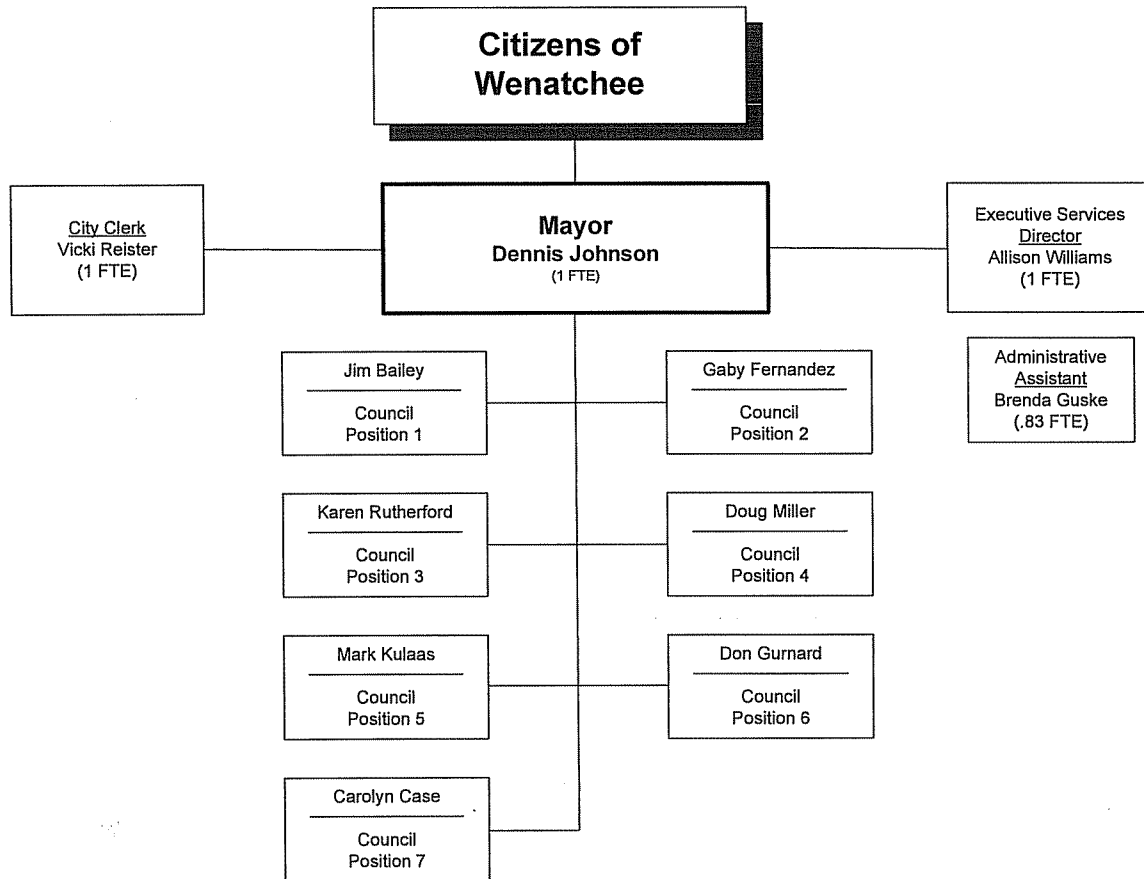 Citizens of
Wenatchee
City Clerk
Vicki Reister
(1 FTE)
Mayor
Dennis Johnson
(1 FTE)
Executive Services
Director
Allison Williams
(1 FTE)
Administrative
Assistant
Brenda Guske
(.83 FTE)
Jim Bailey
Council
Position 1
Gaby Fernandez
Council
Position 2
Karen Rutherford
Council
Position 3
Doug Miller
Council
Position 4
Mark Kulaas
Council
Position 5
Don Gurnard
Council
Position 6
Carolyn Case
Council
Position 7